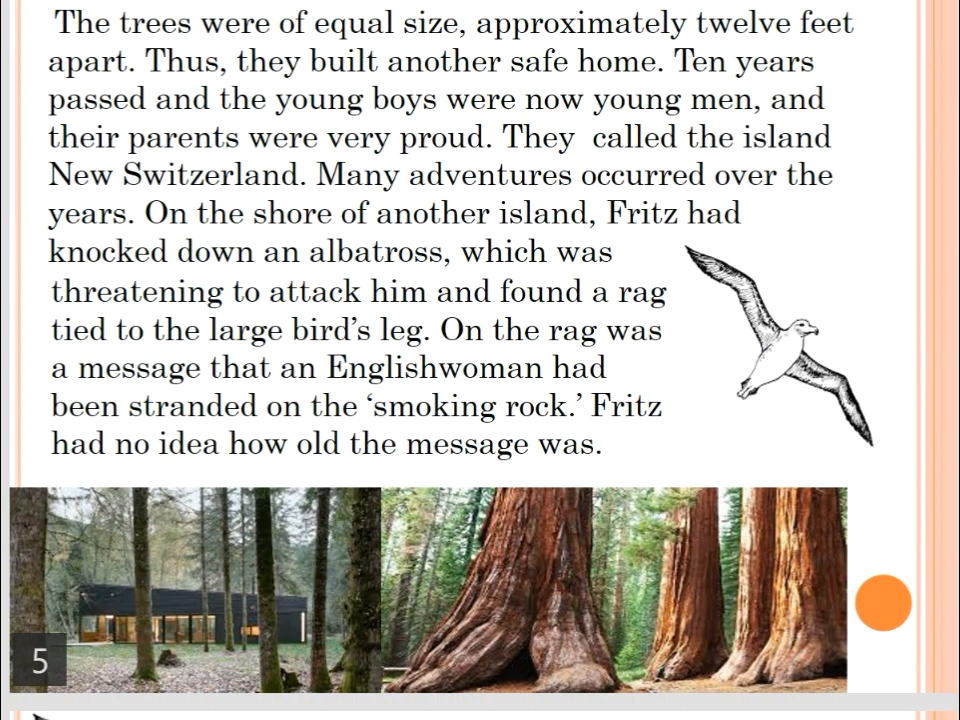 The trees were of equal size, approximately twelve feet
apart. Thus, they built another safe home. Ten years
passed and the young boys were now young men, and
their parents were very proud. They called the island
New Switzerland. Many adventures occurred over the
years. On the shore of another island, Fritz had
knocked down an albatross, which was
threatening to attack him and found a rag
tied to the large bird's leg. On the rag was
a message that an Englishwoman had
been stranded on the ‘smoking rock.’ Fritz
had no idea how old the message was.
5